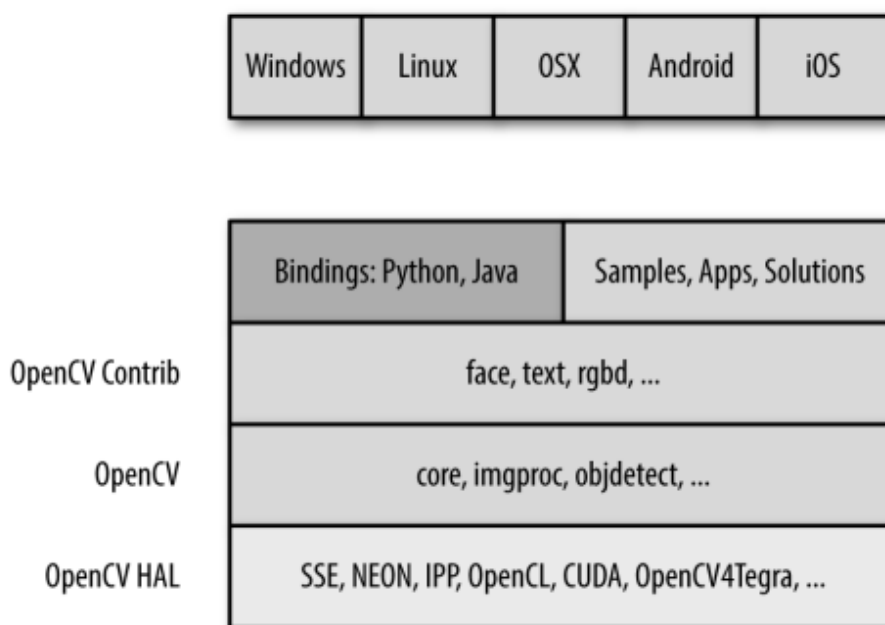 Windows Linux OSX Android iOS
Bindings: Python, Java Samples, Apps, Solutions
OpenCV Contrib face, text, rgbd, ...
OpenCV core, imgproc, objdetect, ...
OpenCV HAL SSE, NEON, IPP, OpenCL, CUDA, OpenCV4Tegra, ...